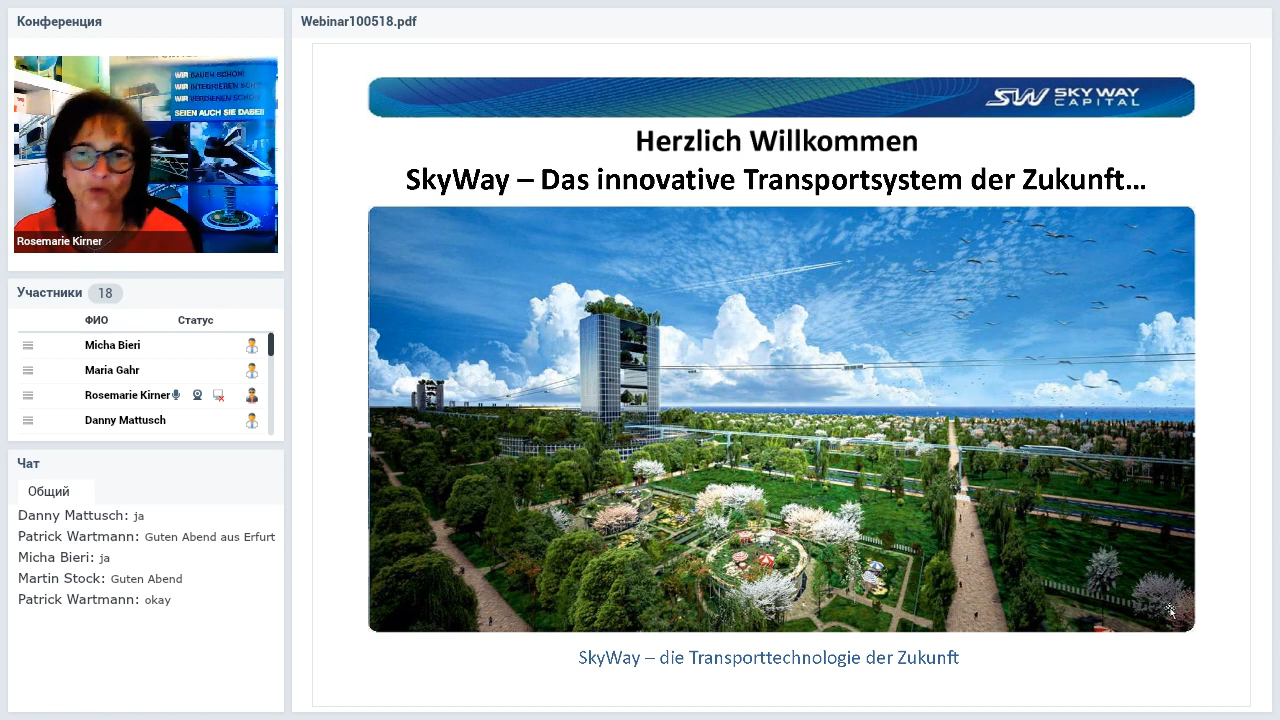 Конференция
WIR BAUEN SCHON!
WIR INTEGRIEREN SCHON
WIR VERDIENEN SCHON
SEIEN AUCH SIE DABEI!
Rosemarie Kirner
Участники 18
ФИО Статус
Micha Bieri
Maria Gahr
Rosemarie Kirner
Danny Mattusch
Чат
Общий
Danny Mattusch: ja
Patrick Wartmann: Guten Abend aus Erfurt
Micha Bieri: ja
Martin Stock: Guten Abend
Patrick Wartmann: okay
Webinar100518.pdf
SW SKY WAY
CAPITAL
Herzlich Willkommen
SkyWay – Das innovative Transportsystem der Zukunft...
SkyWay – die Transporttechnologie der Zukunft